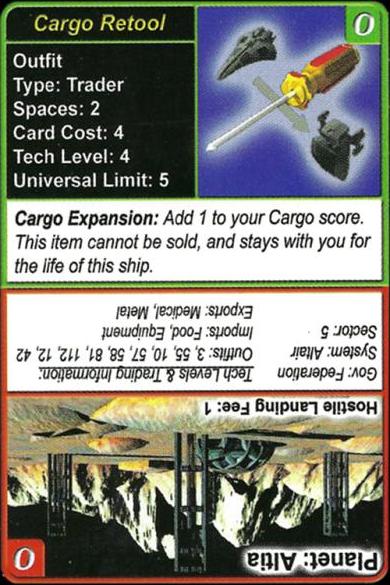 Cargo Retool
0
Outfit
Type: Trader
Spaces: 2
Card Cost: 4
Tech Level: 4
Universal Limit: 5
Cargo Expansion: Add 1 to your Cargo score.
This item cannot be sold, and stays with you for
the life of this ship.
Planet: Altia
0
Hostile Landing Fee: 1
Gov: Federation
System: Altair
Sector: 5
Tech Levels & Trading Information:
Outfits: 3, 55, 10, 57, 58, 81, 112, 12, 42
Imports: Food, Equipment
Exports: Medical, Metal